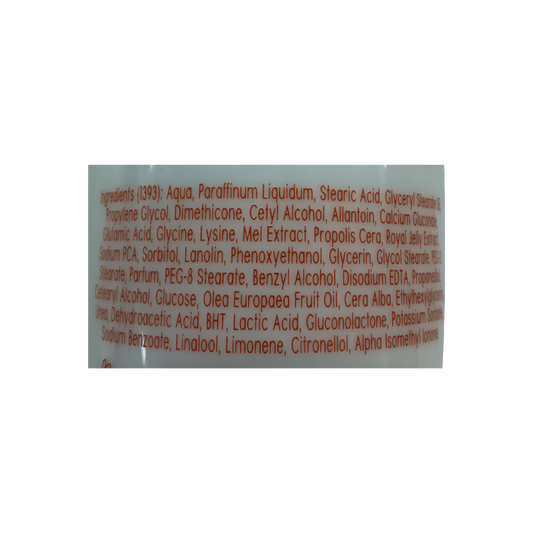 Ingredients (1393): Aqua, Paraffinum Liquidum, Stearic Acid, Glyceryl Stearate SE,
Propylene Glycol, Dimethicone, Cetyl Alcohol, Allantoin, Calcium Gluconate,
Glutamic Acid, Glycine, Lysine, Mel Extract, Propolis Cera, Royal Jelly Extract,
Sodium PCA, Sorbitol, Lanolin, Phenoxyethanol, Glycerin, Glycol Stearate,
Stearate, Parfum, PEG-8 Stearate, Benzyl Alcohol, Disodium EDTA, Propanediol,
Cetearyl Alcohol, Glucose, Olea Europaea Fruit Oil, Cera Alba, Ethylhexylglycerin,
Urea, Dehydroacetic Acid, BHT, Lactic Acid, Gluconolactone, Potassium Sorbate,
Sodium Benzoate, Linalool, Limonene, Citronellol, Alpha Isomethyl Ionone.